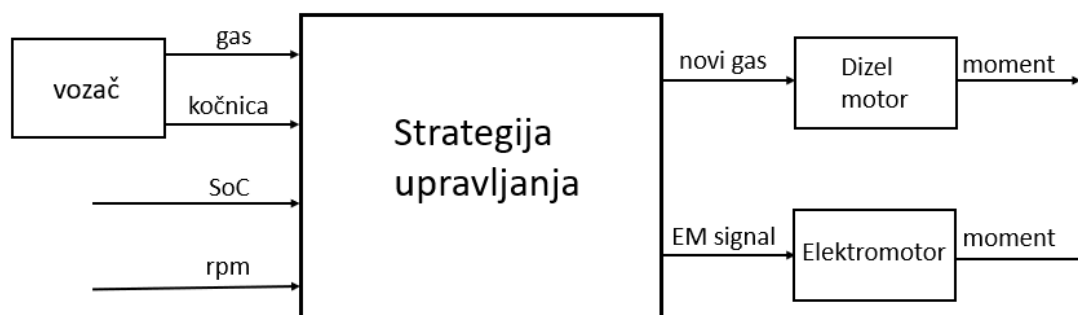 gas
vozač
kočnica
SoC
rpm
Strategija
upravljanja
novi gas
Dizel
motor
moment
EM signal
Elektromotor
moment